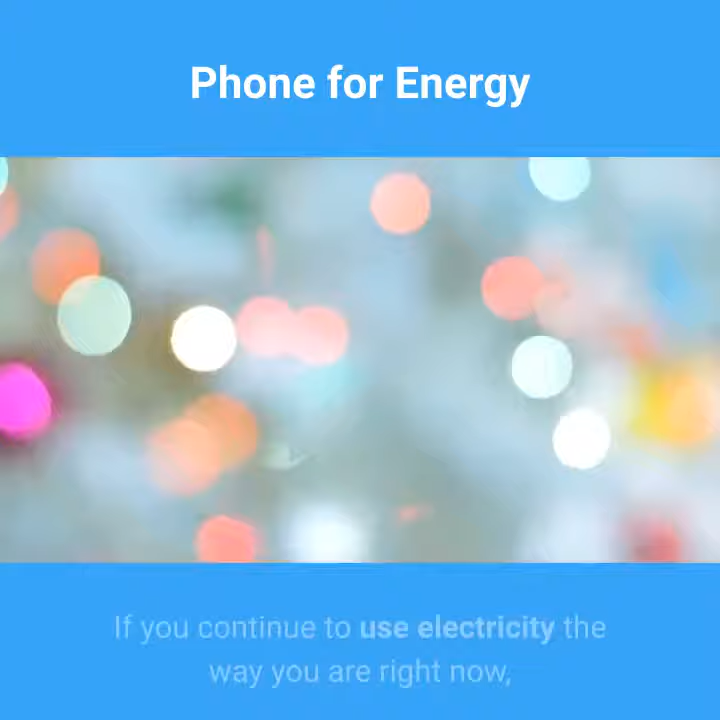 Phone for Energy
If you continue to use electricity the
way you are right now,